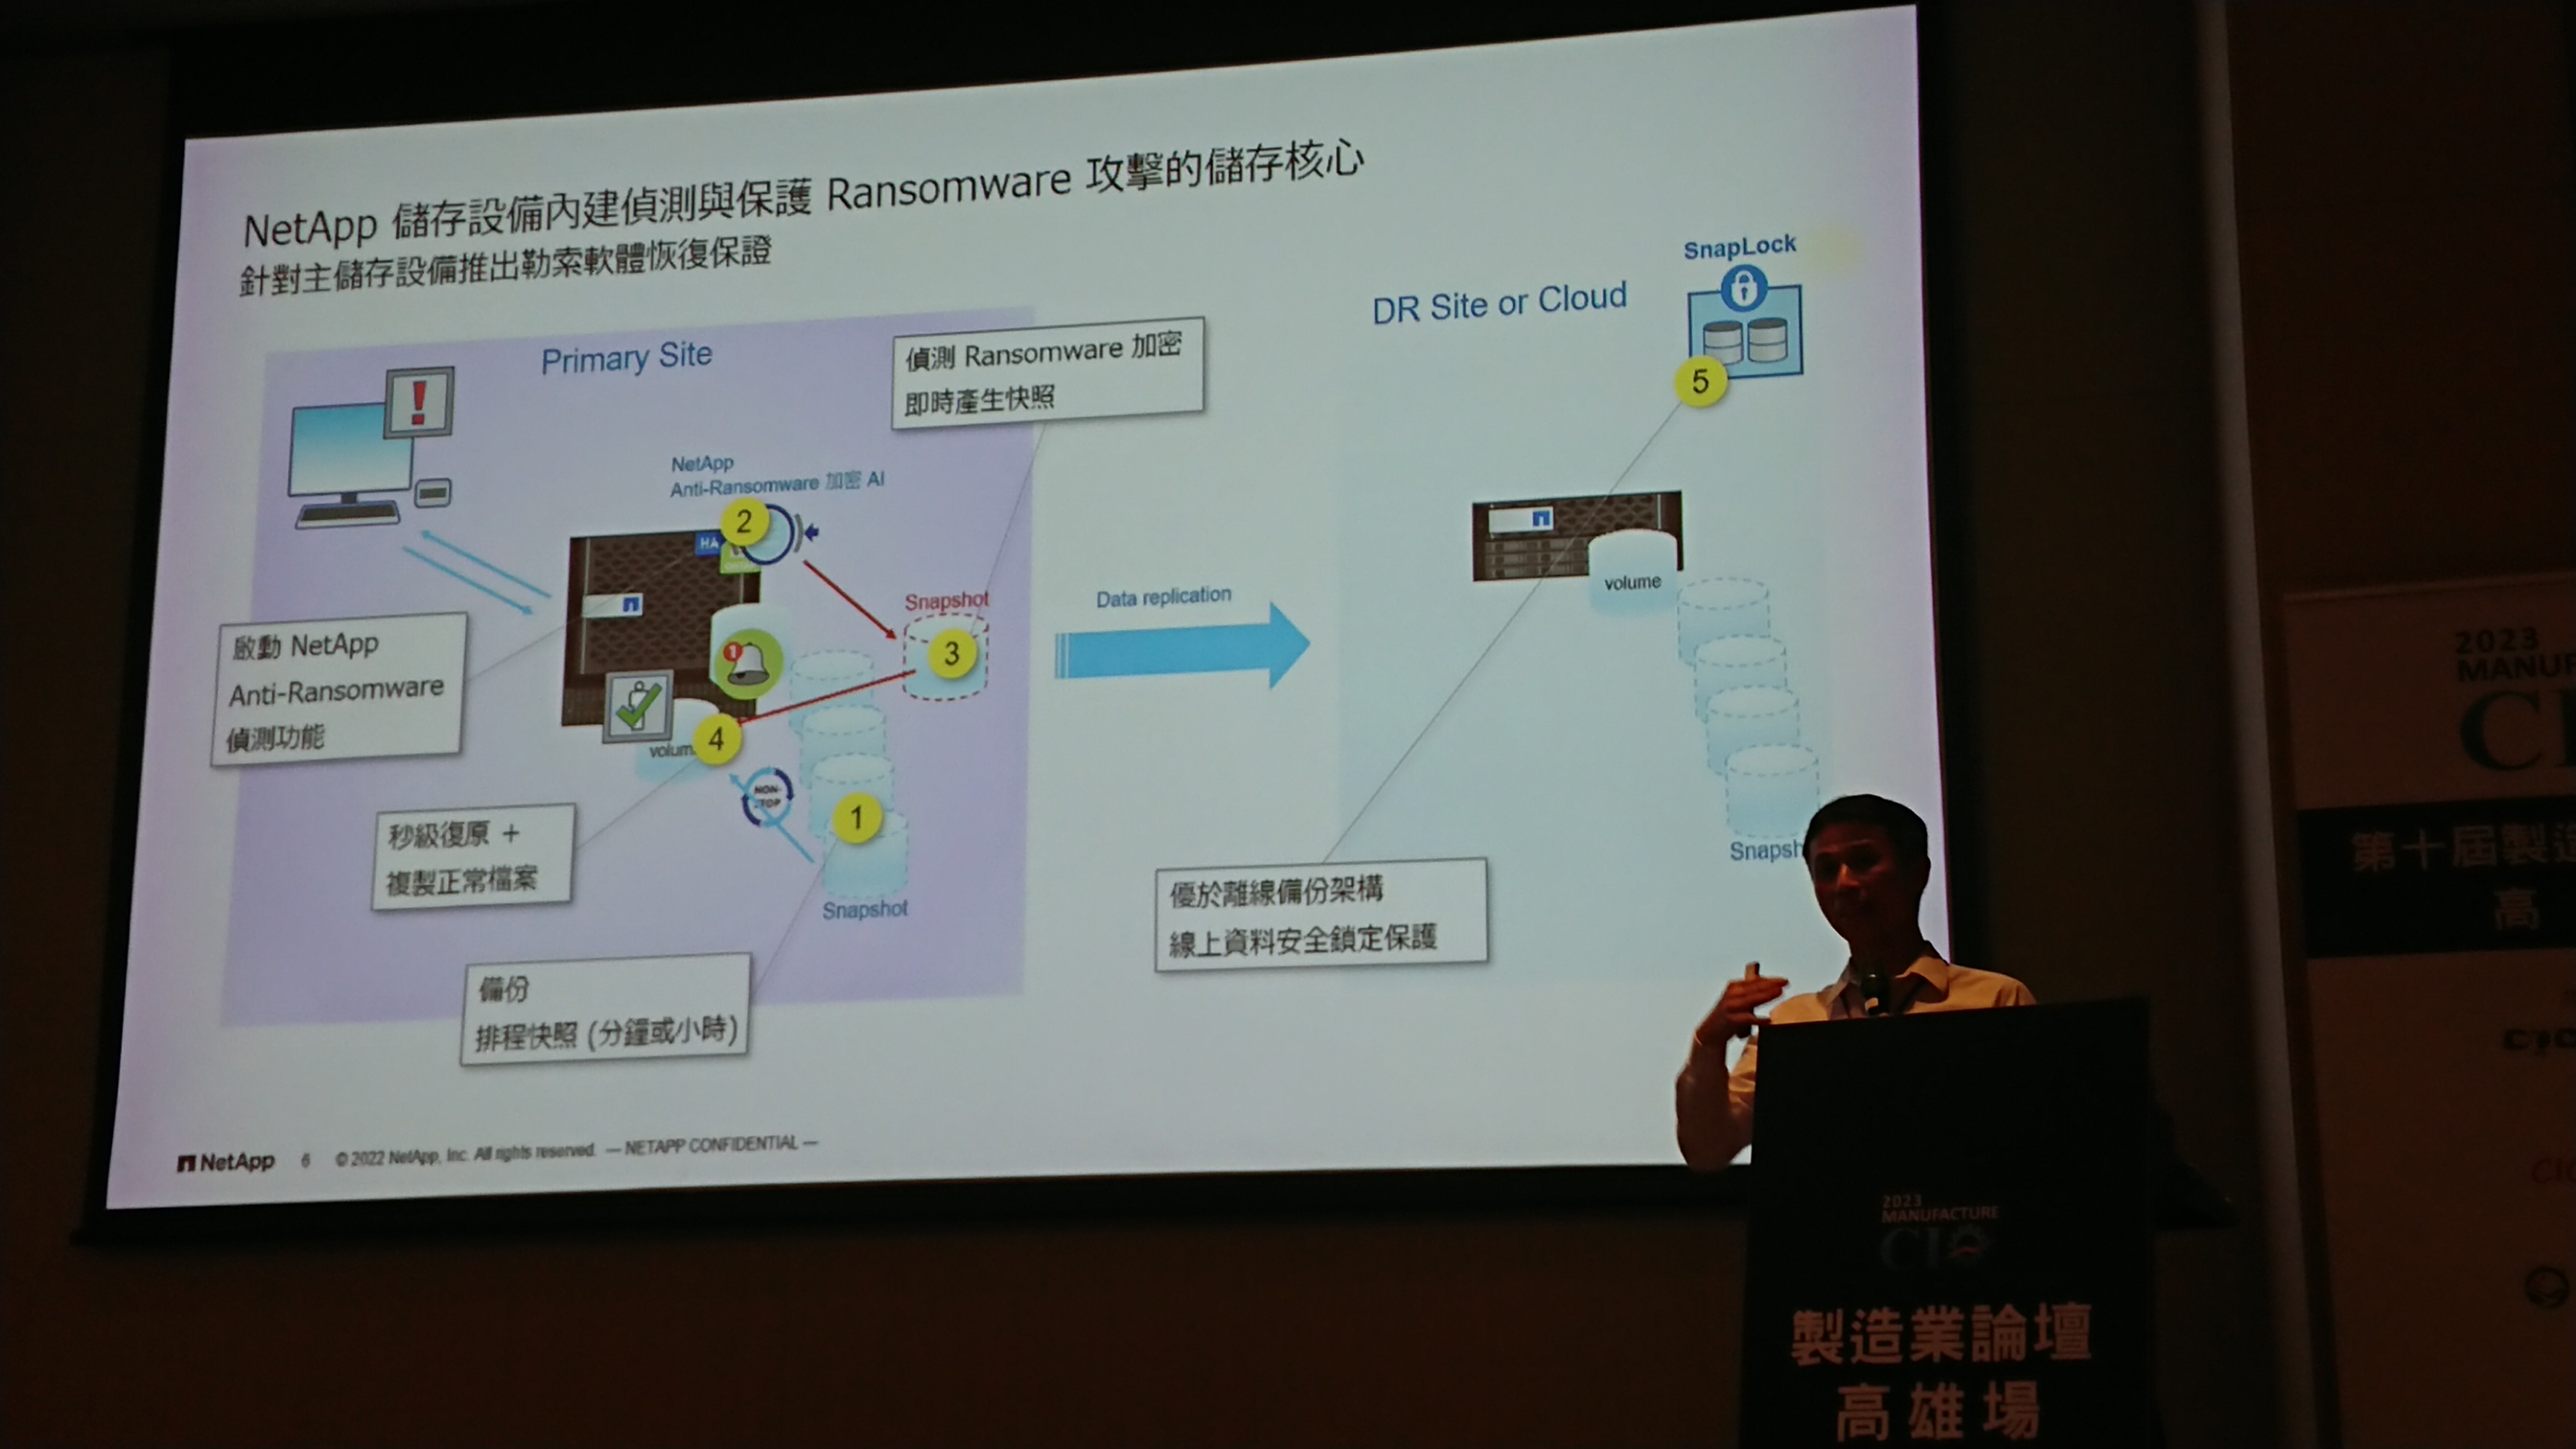 NetApp 儲存設備內建偵測與保護 Ransomware 攻擊的儲存核心
針對主儲存設備推出勒索軟體恢復保證
Primary Site
偵測 Ransomware 加密
即時產生快照
DR Site or Cloud
SnapLock
5
NetApp
Anti-Ransomware 加密 AI
2
HA
Snapshot
3
Data replication
volume
啟動 NetApp
Anti-Ransomware
偵測功能
1
4
NON-
1
秒級復原 +
複製正常檔案
Snapshot
備份
排程快照 (分鐘或小時)
優於離線備份架構
線上資料安全鎖定保護
NetApp 6 © 2022 NetApp, Inc. All rights reserved. — NETAPP CONFIDENTIAL —
2023
MANUFACTURE
CIO
製造業論壇
高雄場
2023
第十屆製造
高